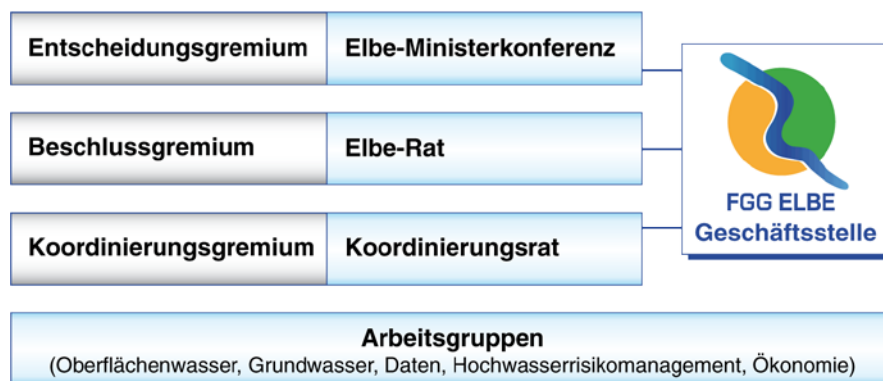 Entscheidungsgremium Elbe-Ministerkonferenz
Beschlussgremium Elbe-Rat
Koordinierungsgremium Koordinierungsrat
FGG ELBE
Geschäftsstelle
Arbeitsgruppen
(Oberflächenwasser, Grundwasser, Daten, Hochwasserrisikomanagement, Ökonomie)